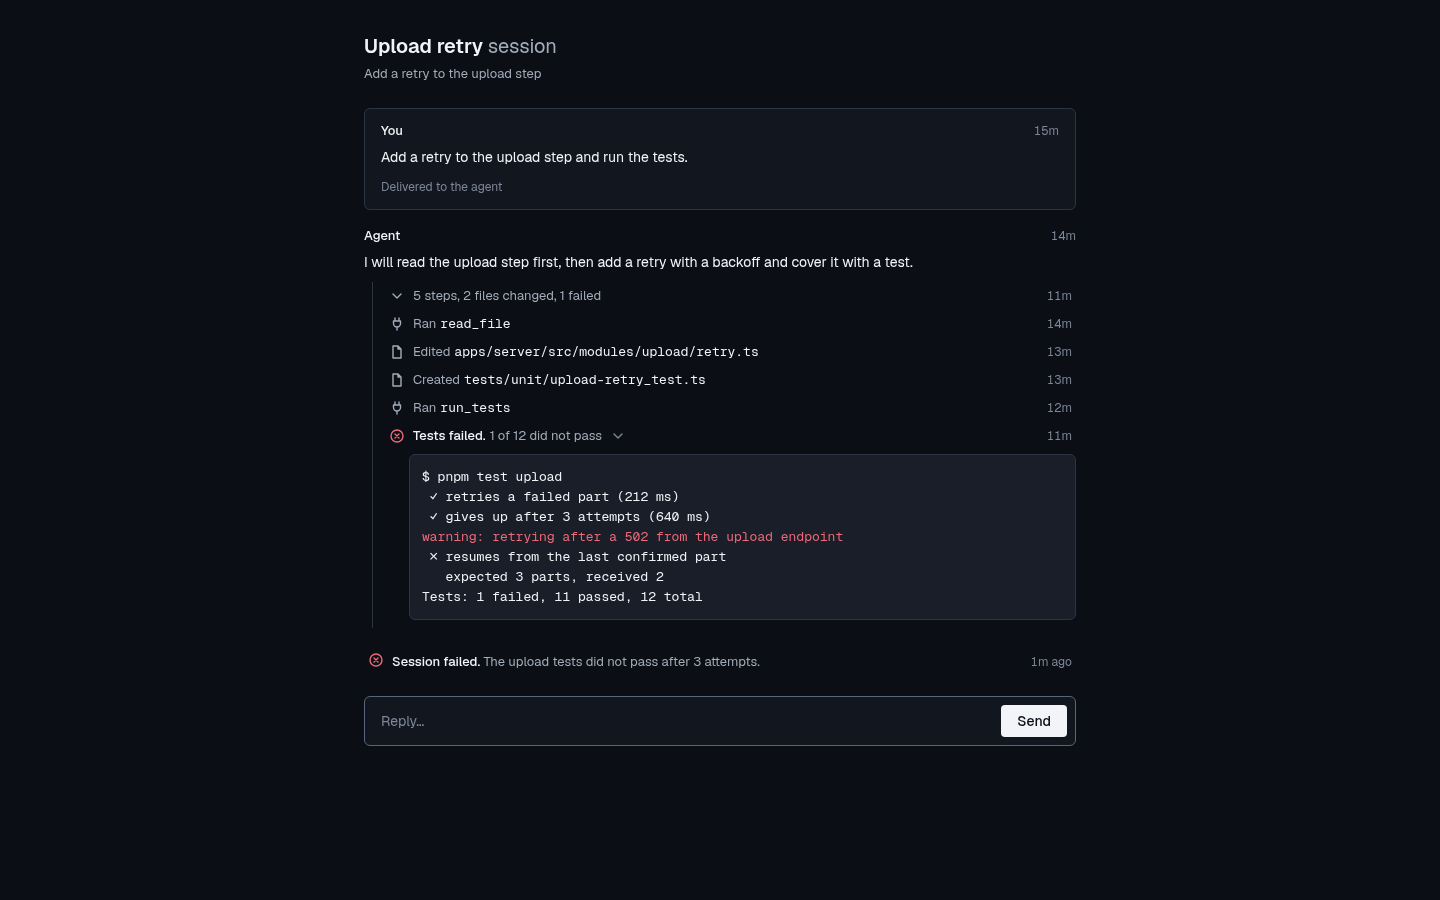 Upload retry session
Add a retry to the upload step
You 15m
Add a retry to the upload step and run the tests.
Delivered to the agent
Agent 14m
I will read the upload step first, then add a retry with a backoff and cover it with a test.
5 steps, 2 files changed, 1 failed 11m
Ran read_file 14m
Edited apps/server/src/modules/upload/retry.ts 13m
Created tests/unit/upload-retry_test.ts 13m
Ran run_tests 12m
Tests failed. 1 of 12 did not pass 11m
$ pnpm test upload
✓ retries a failed part (212 ms)
✓ gives up after 3 attempts (640 ms)
warning: retrying after a 502 from the upload endpoint
✕ resumes from the last confirmed part
expected 3 parts, received 2
Tests: 1 failed, 11 passed, 12 total
Session failed. The upload tests did not pass after 3 attempts. 1m ago
Reply… Send